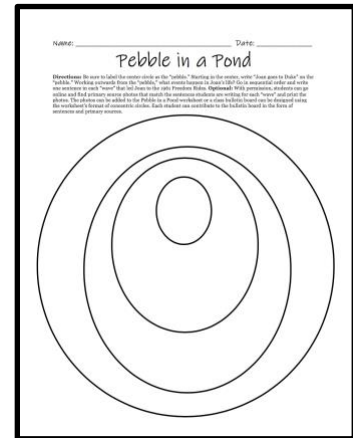 Name: ____________________ Date: ____________
Pebble in a Pond
Directions: Be sure to label the center circle as the "pebble." Starting in the center, write "Joan goes to Duke" on the
"pebble." Working outwards from the "pebble," what events happen in Joan's life? Go in sequential order and write
one sentence in each "wave" that led Joan to the 1961 Freedom Rides. Optional: With permission, students can go
online and find primary source photos that match the sentences students are writing for each "wave" and print the
photos. The photos can be added to the Pebble in a Pond worksheet or a class bulletin board can be designed using
the worksheet's format of concentric circles. Each student can contribute to the bulletin board in the form of
sentences and primary sources.